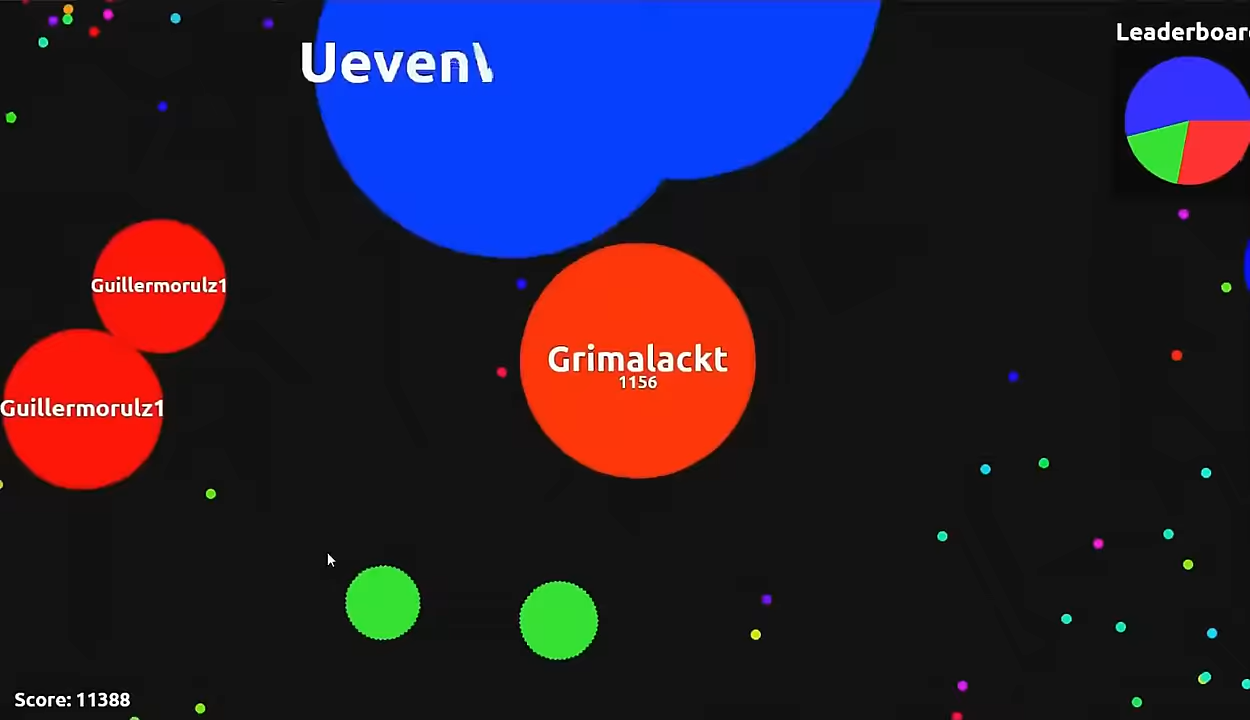 Leaderboar
Ueven\
Guillermorulz1
Grimalackt
1156
Guillermorulz1
Score: 11388